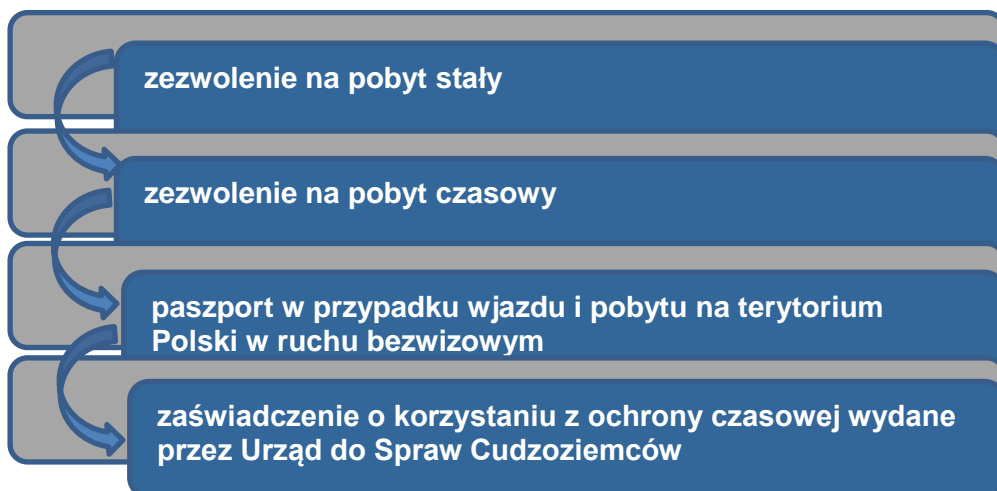 zezwolenie na pobyt stały
zezwolenie na pobyt czasowy
paszport w przypadku wjazdu i pobytu na terytorium
Polski w ruchu bezwizowym
zaświadczenie o korzystaniu z ochrony czasowej wydane
przez Urząd do Spraw Cudzoziemców